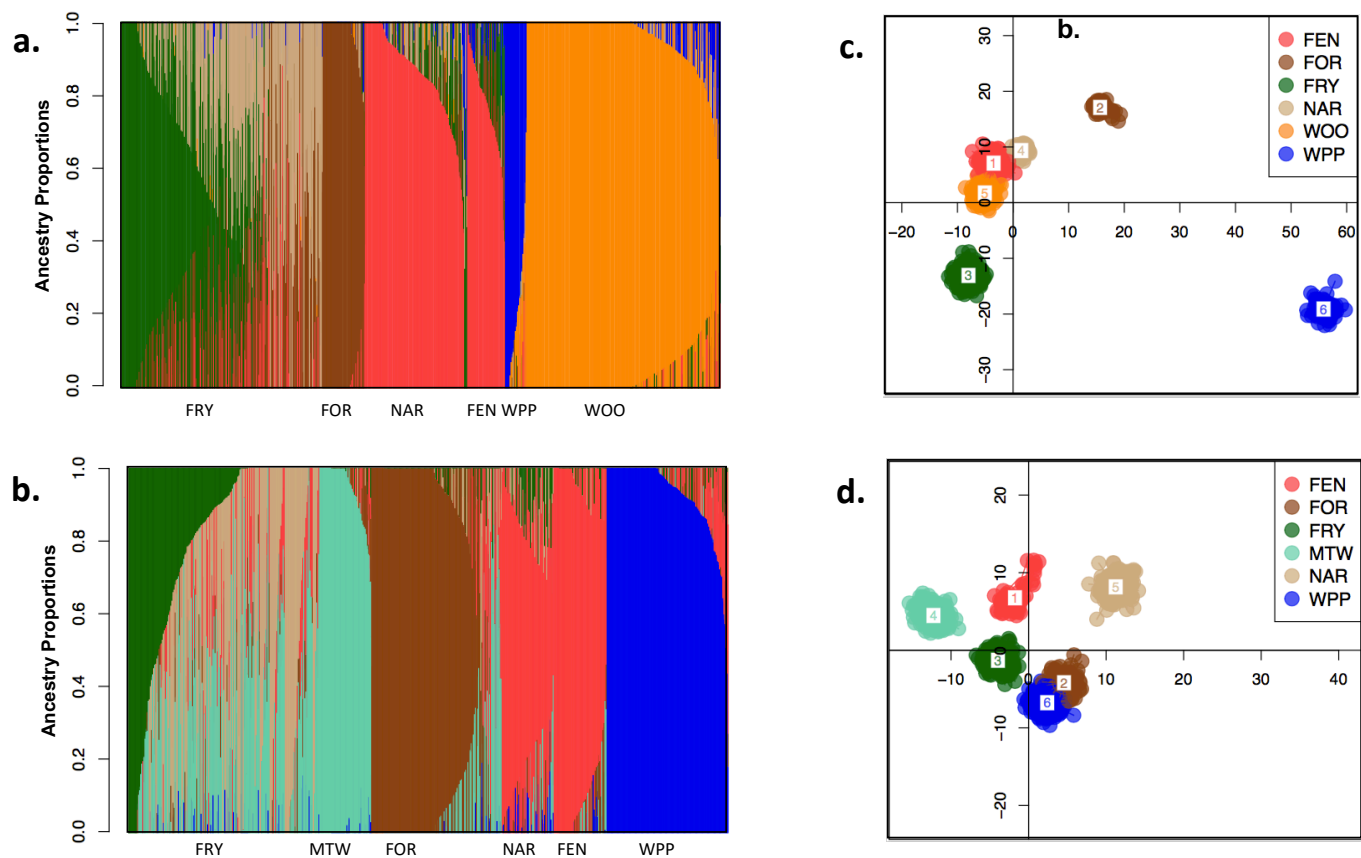 a.
Ancestry Proportions
1.0
0.8
0.6
0.4
0.2
0.0
FRY FOR NAR FEN WPP WOO
c.
b.
30
20
10
0
−10
−20
−30
−20 −10 0 10 20 30 40 50 60
1
2
3
4
5
6
FEN
FOR
FRY
NAR
WOO
WPP
b.
Ancestry Proportions
1.0
0.8
0.6
0.4
0.2
0.0
FRY MTW FOR NAR FEN WPP
d.
20
10
0
−10
−20
−10 0 10 20 30 40
1
2
3
4
5
6
FEN
FOR
FRY
MTW
NAR
WPP